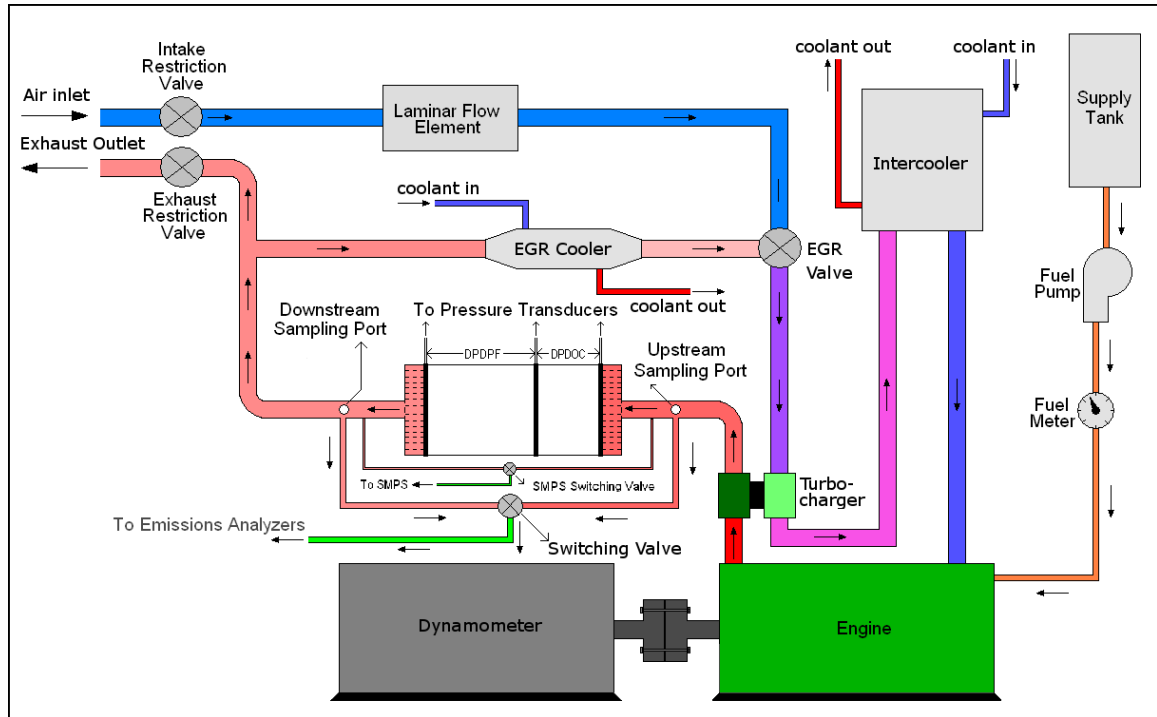 Intake
Restriction
Valve
Air inlet
Exhaust Outlet
Exhaust
Restriction
Valve
Laminar Flow
Element
coolant in
EGR Cooler
coolant out
EGR
Valve
coolant out
coolant in
Intercooler
Supply
Tank
Fuel
Pump
Fuel
Meter
Downstream
Sampling Port
To Pressure Transducers
DPDPF
DPDOC
Upstream
Sampling Port
To SMPS
SMPS Switching Valve
To Emissions Analyzers
Switching Valve
Turbo-
charger
Dynamometer
Engine